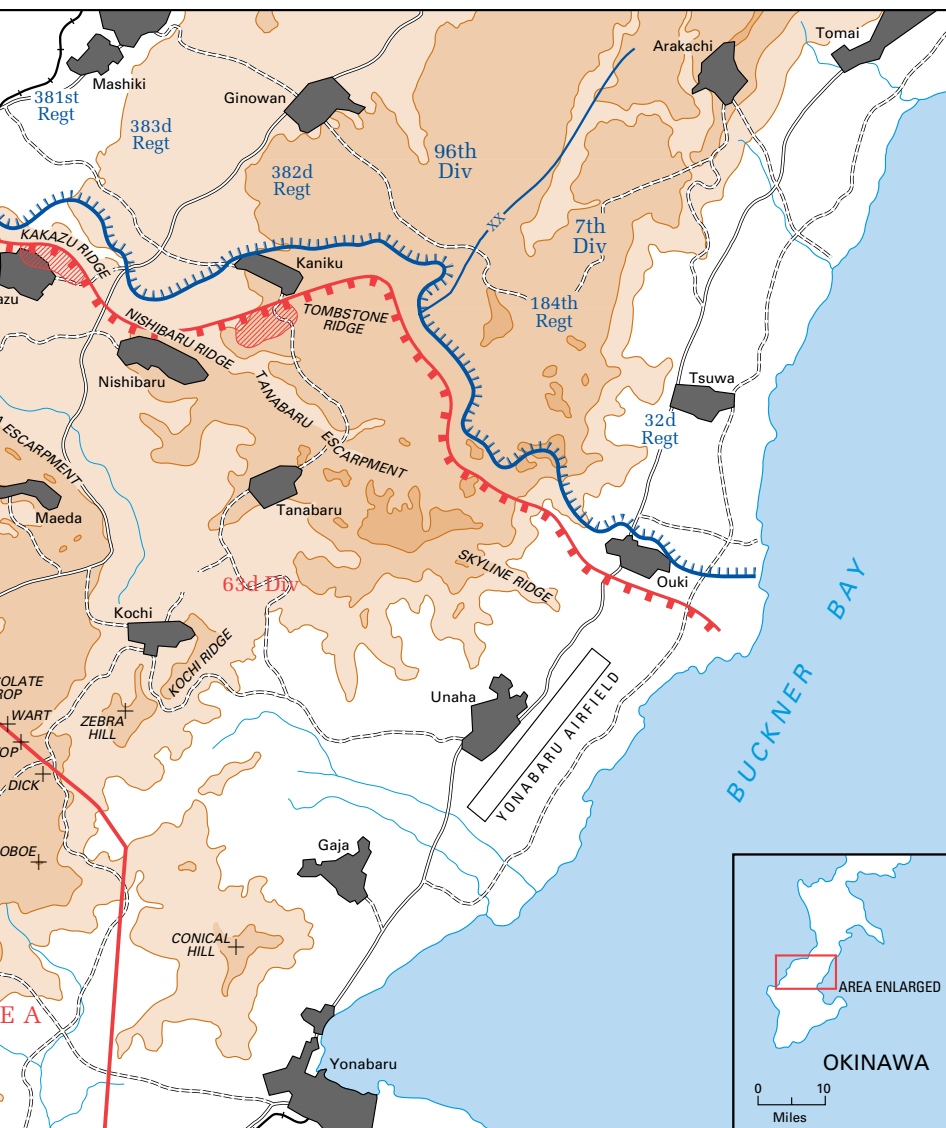 Arakachi
Tomai
Mashiki
381st
Regt
Ginowan
383d
Regt
96th
Div
382d
Regt
XX
7th
Div
KAKAZU RIDGE
Kaniku
184th
Regt
TOMBSTONE
RIDGE
NISHIBARU RIDGE
Nishibaru
TANABARU ESCARPMENT
Tsuwa
32d
Regt
ESCARPMENT
Maeda
Tanabaru
SKYLINE RIDGE
Ouki
63d Div
Kochi
KOCHI RIDGE
BUCKNER BAY
WART
ZEBRA
HILL
Unaha
YONABARU AIRFIELD
DICK
OBOE
Gaja
CONICAL
HILL
E A
AREA ENLARGED
Yonabaru
OKINAWA
0 10
Miles